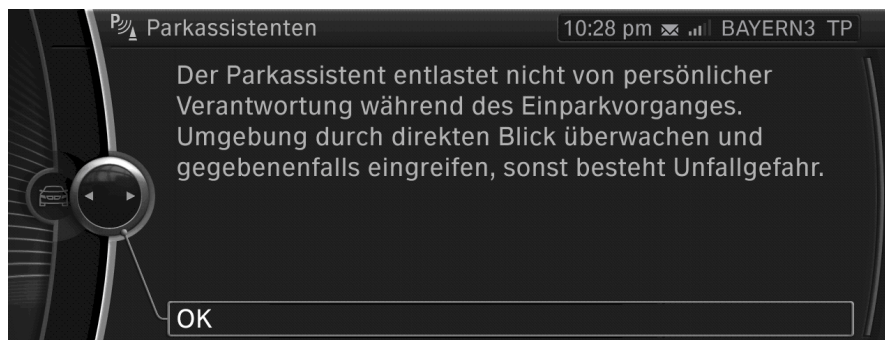 P Parkassistenten
10:28 pm BAYERN3 TP
Der Parkassistent entlastet nicht von persönlicher
Verantwortung während des Einparkvorganges.
Umgebung durch direkten Blick überwachen und
gegebenenfalls eingreifen, sonst besteht Unfallgefahr.
OK